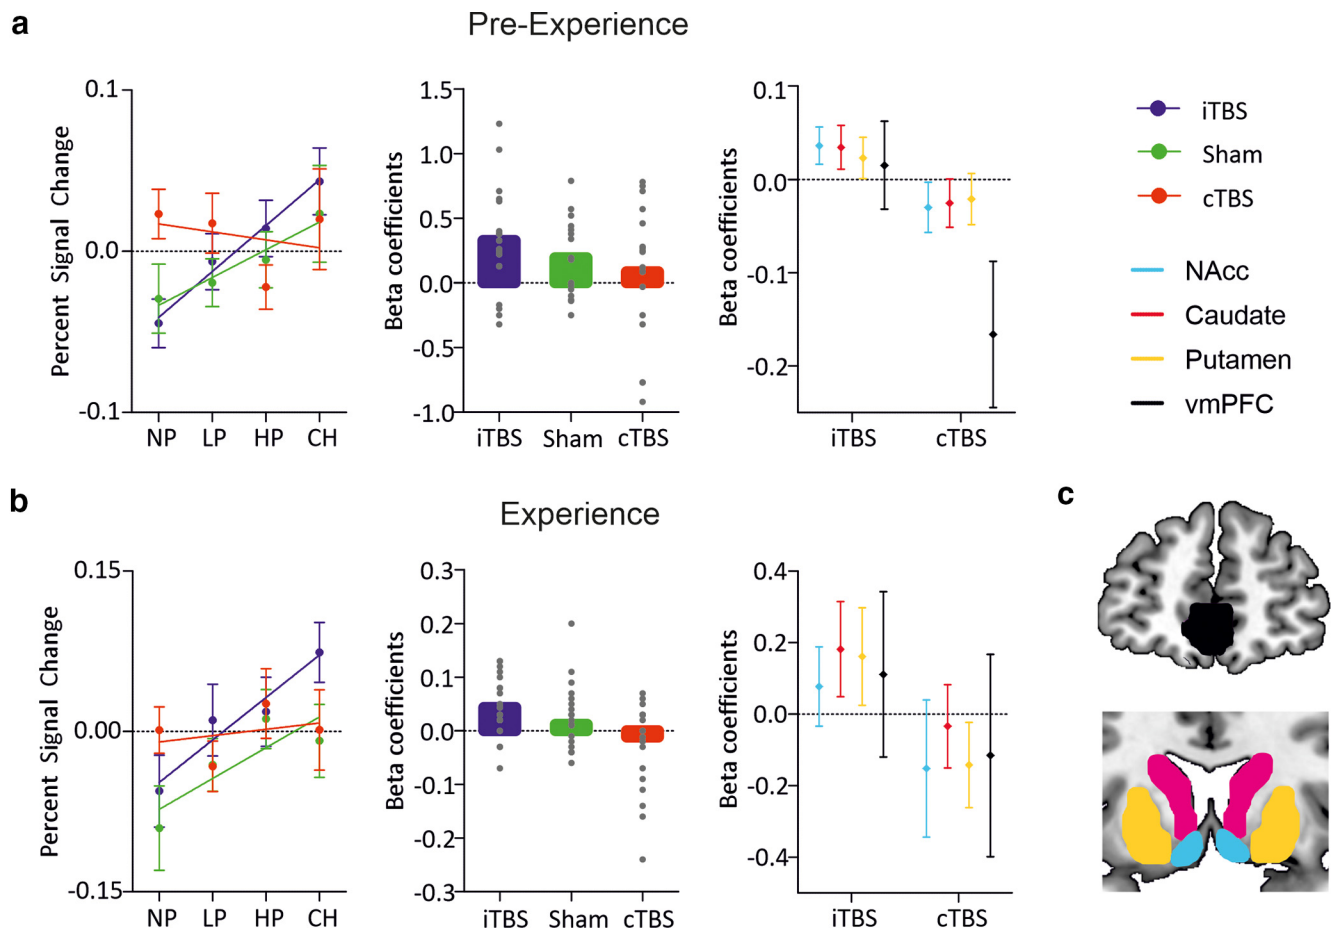 a
Pre-Experience
Percent Signal Change
0.1
0.0
-0.1
NP LP HP CH
Beta coefficients
1.5
1.0
0.5
0.0
-0.5
-1.0
iTBS Sham cTBS
Beta coefficients
0.1
0.0
-0.1
-0.2
iTBS cTBS
iTBS
Sham
cTBS
NAcc
Caudate
Putamen
vmPFC
b
Experience
Percent Signal Change
0.15
0.00
-0.15
NP LP HP CH
Beta coefficients
0.3
0.2
0.1
0.0
-0.1
-0.2
-0.3
iTBS Sham cTBS
Beta coefficients
0.4
0.2
0.0
-0.2
-0.4
iTBS cTBS
c